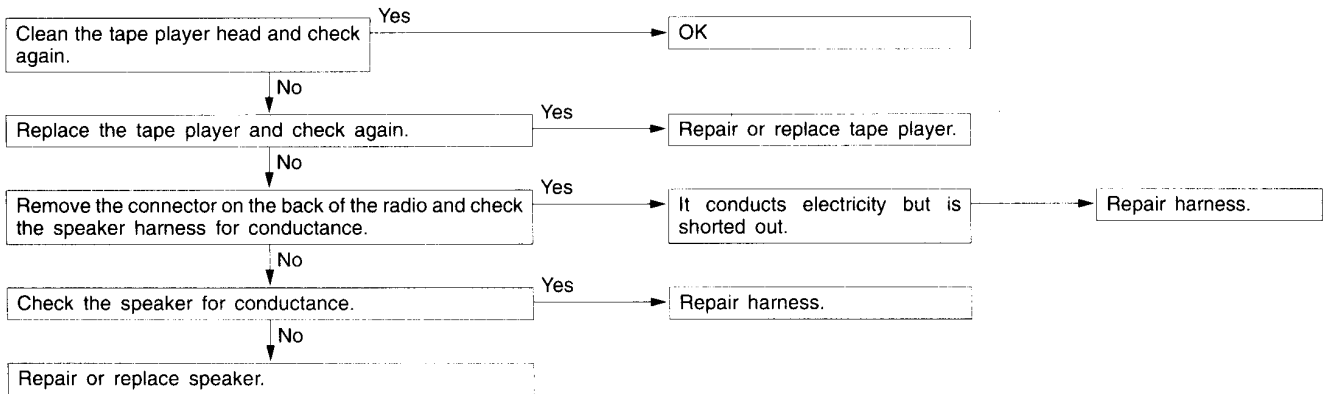 Clean the tape player head and check
again.
Yes
OK
No
Replace the tape player and check again.
Yes
Repair or replace tape player.
No
Remove the connector on the back of the radio and check
the speaker harness for conductance.
Yes
It conducts electricity but is
shorted out.
Repair harness.
No
Check the speaker for conductance.
Yes
Repair harness.
No
Repair or replace speaker.